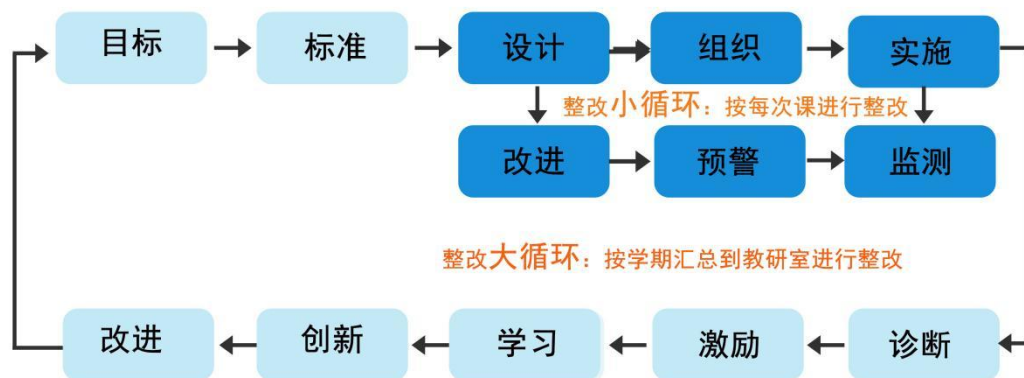 目标 标准 设计 组织 实施
整改小循环：按每次课进行整改
改进 预警 监测
整改大循环：按学期汇总到教研室进行整改
改进 创新 学习 激励 诊断